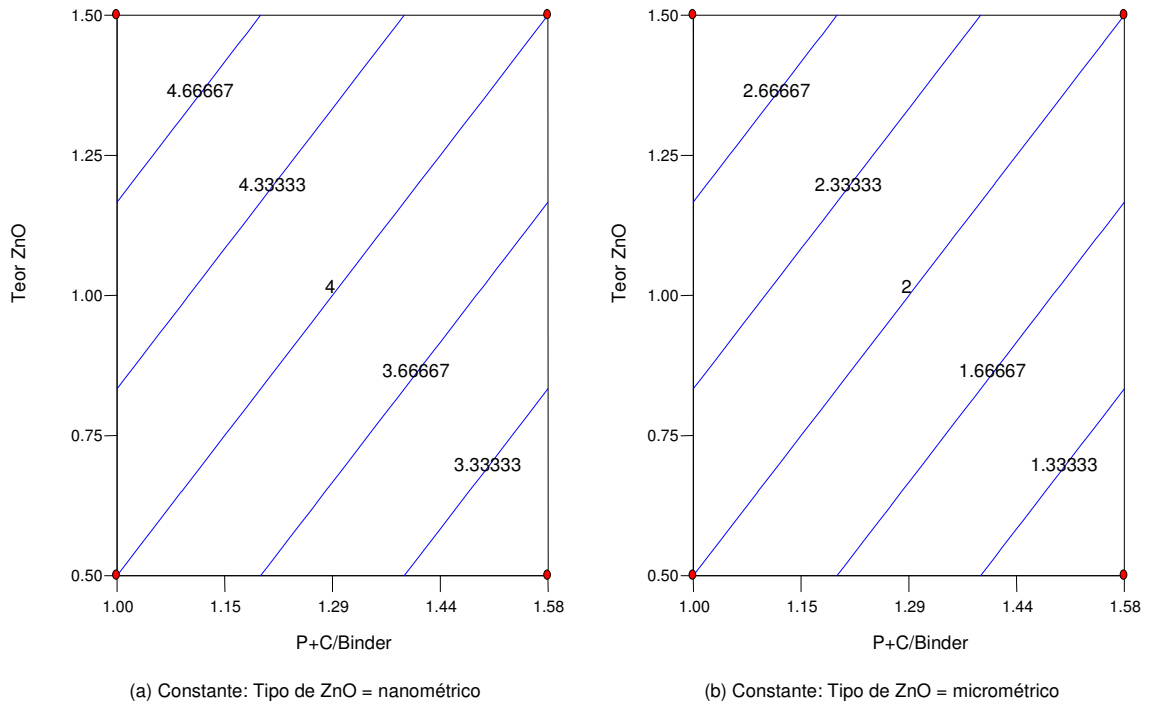 1.50
4.66667
1.25
4.33333
1.00
4
3.66667
0.75
3.33333
0.50
1.00 1.15 1.29 1.44 1.58
Teor ZnO
P+C/Binder
(a) Constante: Tipo de ZnO = nanométrico
1.50
2.66667
1.25
2.33333
1.00
2
1.66667
0.75
1.33333
0.50
1.00 1.15 1.29 1.44 1.58
Teor ZnO
P+C/Binder
(b) Constante: Tipo de ZnO = micrométrico